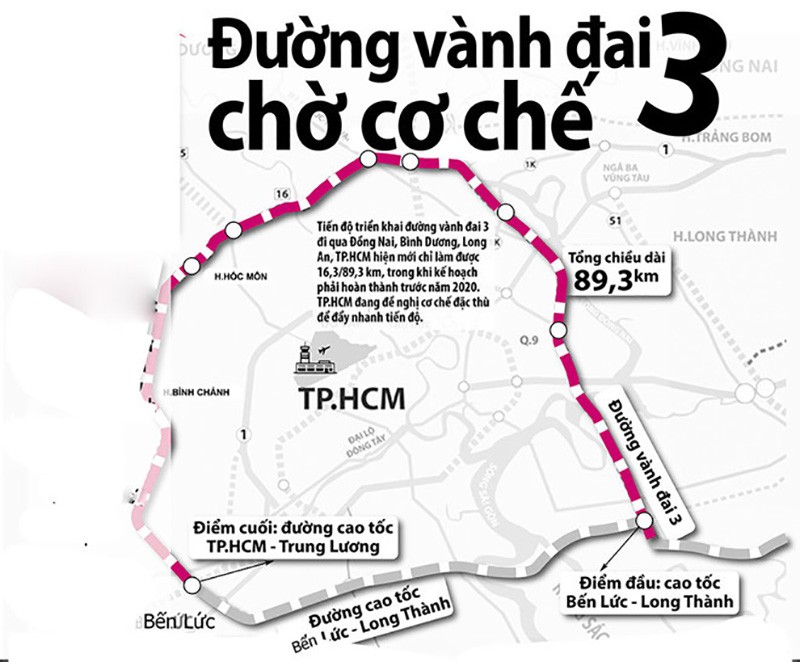 Đường vành đai 3
chờ cơ chế
H.TRẢNG BOM
1K
1
NGÃ BA
VŨNG TÀU
16
51
Tiến độ triển khai đường vành đai 3
đi qua Đồng Nai, Bình Dương, Long
An, TP.HCM hiện mới chỉ làm được
16,3/89,3 km, trong khi kế hoạch
phải hoàn thành trước năm 2020.
TP.HCM đang đề nghị cơ chế đặc thù
để đẩy nhanh tiến độ.
H.LONG THÀNH
Tổng chiều dài
89,3km
H.HÓC MÔN
Q.9
H.BÌNH CHÁNH
TP.HCM
1
ĐẠI LỘ
ĐÔNG TÂY
SÔNG SÀI GÒN
Đường vành đai 3
Điểm cuối: đường cao tốc
TP.HCM - Trung Lương
Điểm đầu: cao tốc
Bến Lức - Long Thành
Bến Lức
Đường cao tốc
Bến Lức - Long Thành